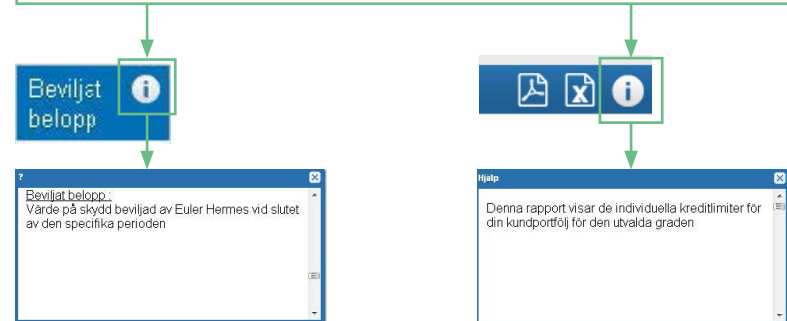 Beviljat
belopp
?
Beviljat belopp :
Värde på skydd beviljad av Euler Hermes vid slutet
av den specifika perioden
Hjälp
Denna rapport visar de individuella kreditlimiter för
din kundportfölj för den utvalda graden